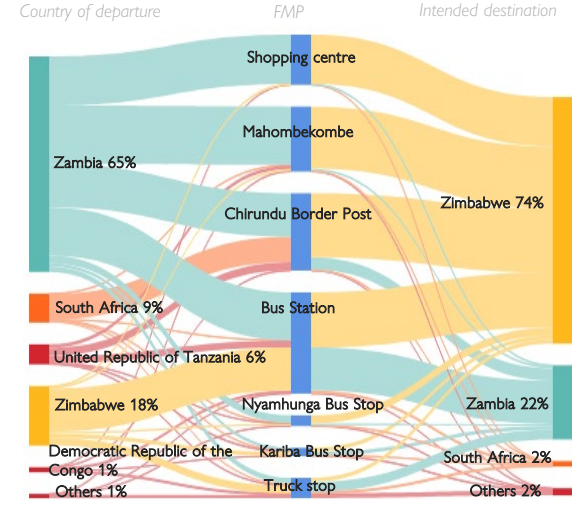 Country of departure
FMP
Intended destination
Shopping centre
Mahombekombe
Zambia 65%
Zimbabwe 74%
Chirundu Border Post
South Africa 9%
Bus Station
United Republic of Tanzania 6%
Zimbabwe 18%
Nyamhunga Bus Stop
Zambia 22%
Democratic Republic of the
Congo 1%
Kariba Bus Stop
South Africa 2%
Others 1%
Truck stop
Others 2%